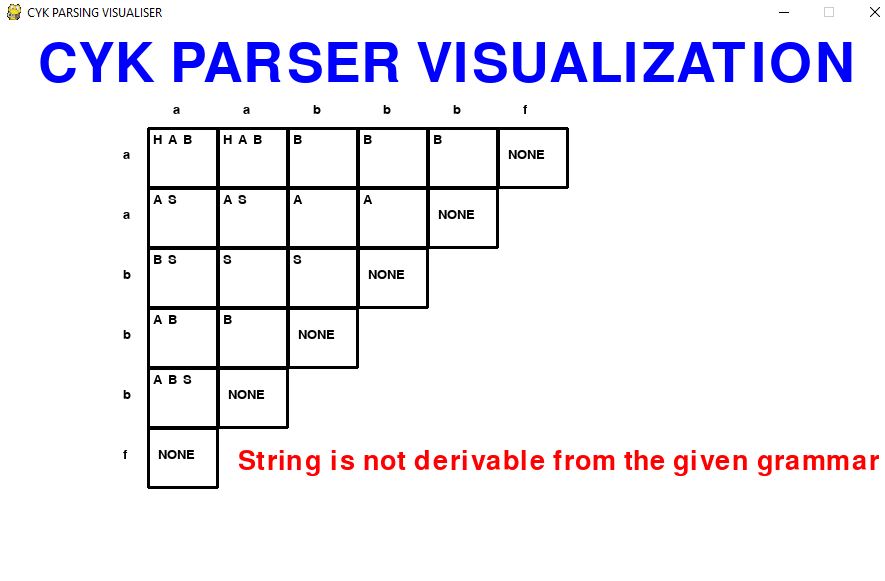 CYK PARSING VISUALISER
CYK PARSER VISUALIZATION
a a b b b f
a H A B H A B B B B NONE
a A S A S A A NONE
b B S S S NONE
b A B B NONE
b A B S NONE
f NONE String is not derivable from the given grammar